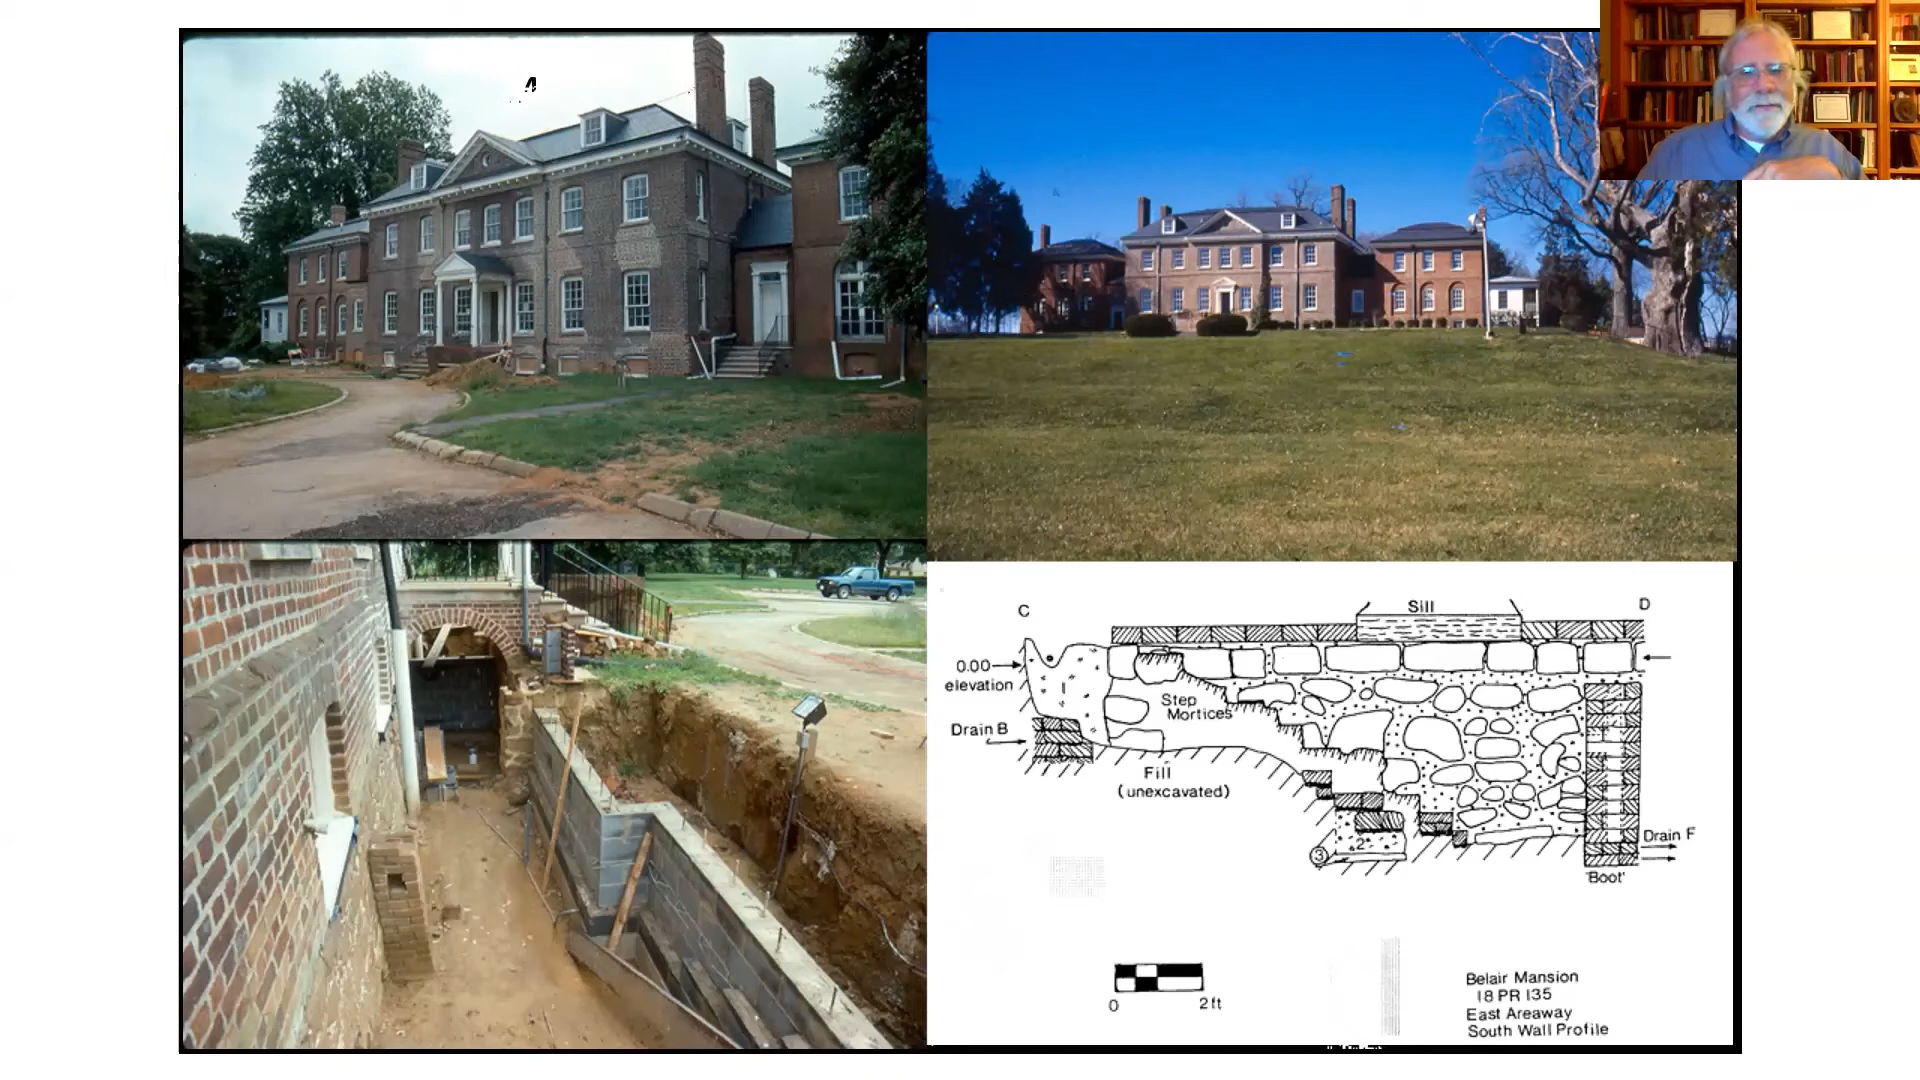 C
Sill
D
0.00
elevation
Step
Mortices
Drain B
1
Fill
(unexcavated)
2
3
Drain F
"Boot"
0
2 ft
Belair Mansion
18 PR 135
East Areaway
South Wall Profile